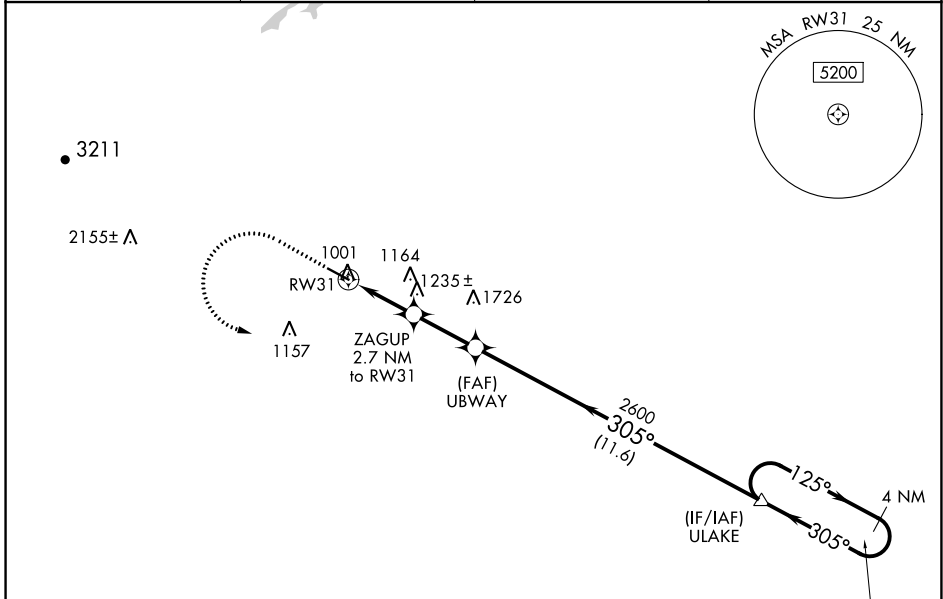 MSA RW31 25 NM
5200
3211
2155±
1001
1164
RW31
1235±
1726
1157
ZAGUP
2.7 NM
to RW31
(FAF)
UBWAY
2600
305°
(11.6)
125°
4 NM
(IF/IAF)
ULAKE
305°